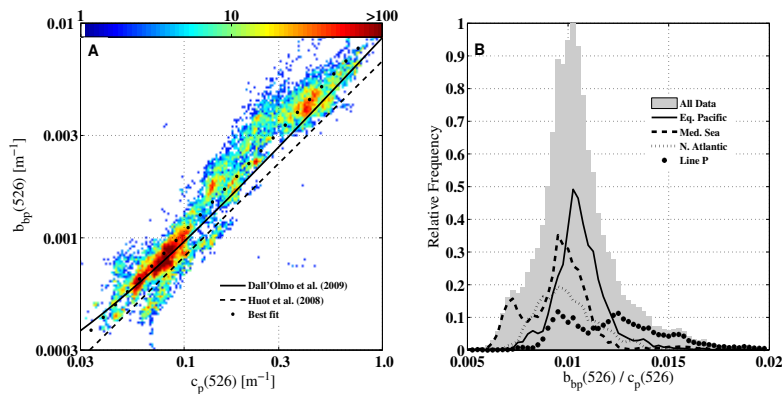 1 10 >100
0.01
A
0.003
b_bp(526) [m⁻¹]
0.001
0.0003
Dall'Olmo et al. (2009)
Huot et al. (2008)
Best fit
0.03 0.1 0.3 1.0
c_p(526) [m⁻¹]
1
B
0.9
0.8
0.7
0.6
0.5
0.4
0.3
0.2
0.1
0
Relative Frequency
All Data
Eq. Pacific
Med. Sea
N. Atlantic
Line P
0.005 0.01 0.015 0.02
b_bp(526) / c_p(526)